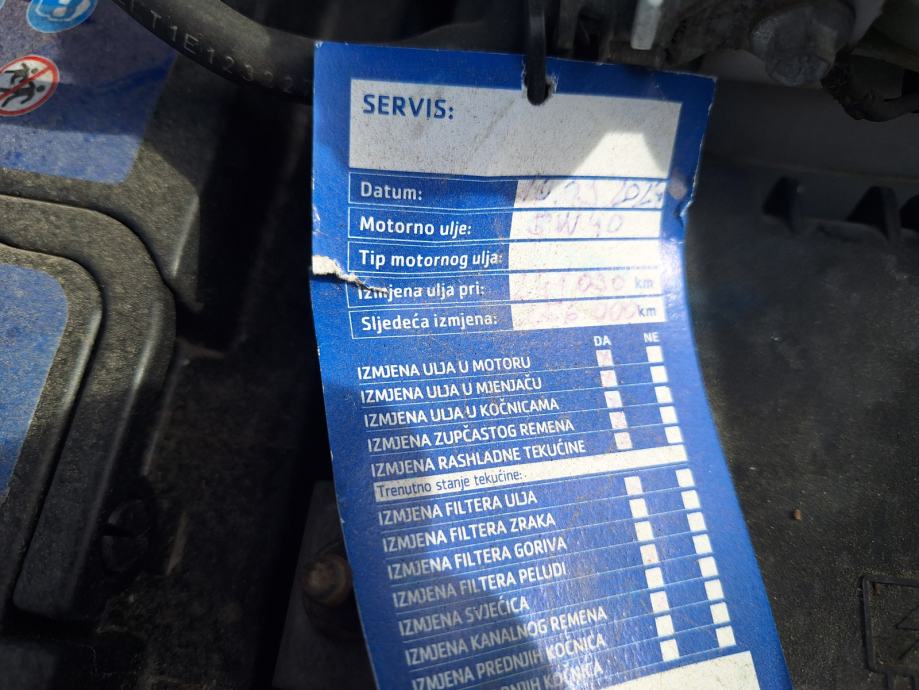 SERVIS:
Datum:
Motorno ulje: 5W40
Tip motornog ulja:
Izmjena ulja pri: km
Sljedeća izmjena: 000 km
DA NE
IZMJENA ULJA U MOTORU
IZMJENA ULJA U MJENJAČU
IZMJENA ULJA U KOČNICAMA
IZMJENA ZUPČASTOG REMENA
IZMJENA RASHLADNE TEKUĆINE
Trenutno stanje tekućine:
IZMJENA FILTERA ULJA
IZMJENA FILTERA ZRAKA
IZMJENA FILTERA GORIVA
IZMJENA FILTERA PELUDI
IZMJENA SVJEĆICA
IZMJENA KANALNOG REMENA
IZMJENA PREDNJIH KOČNICA
KOČNICA